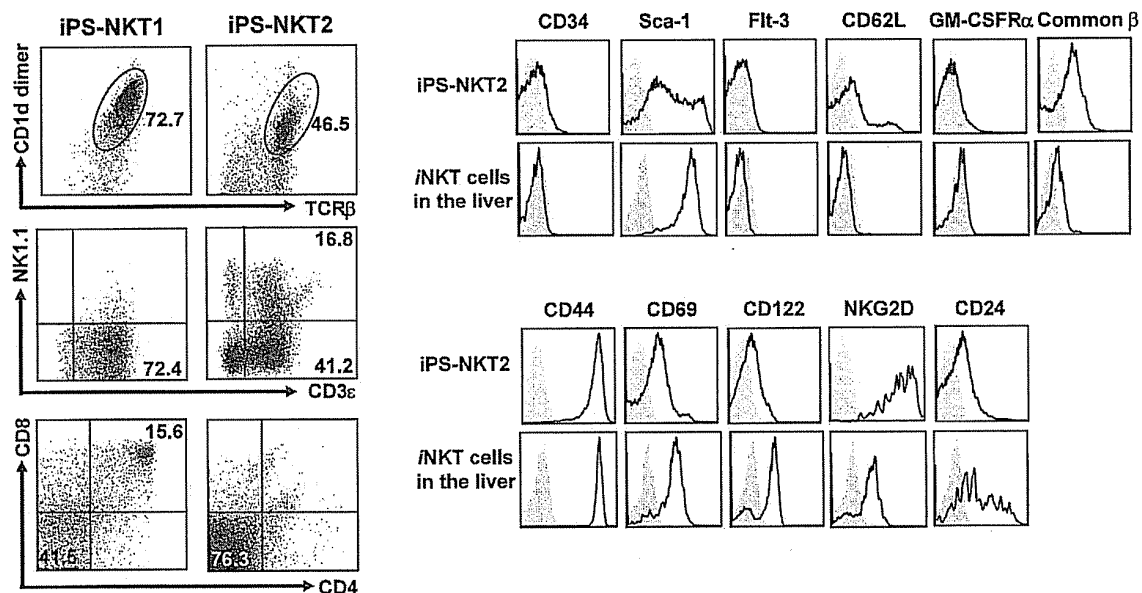 iPS-NKT1 iPS-NKT2
CD1d dimer
72.7
46.5
TCRβ
NK1.1
16.8
72.4
41.2
CD3ε
CD8
15.6
41.5
76.3
CD4
CD34 Sca-1 Flt-3 CD62L GM-CSFRα Common β
iPS-NKT2
iNKT cells
in the liver
CD44 CD69 CD122 NKG2D CD24
iPS-NKT2
iNKT cells
in the liver